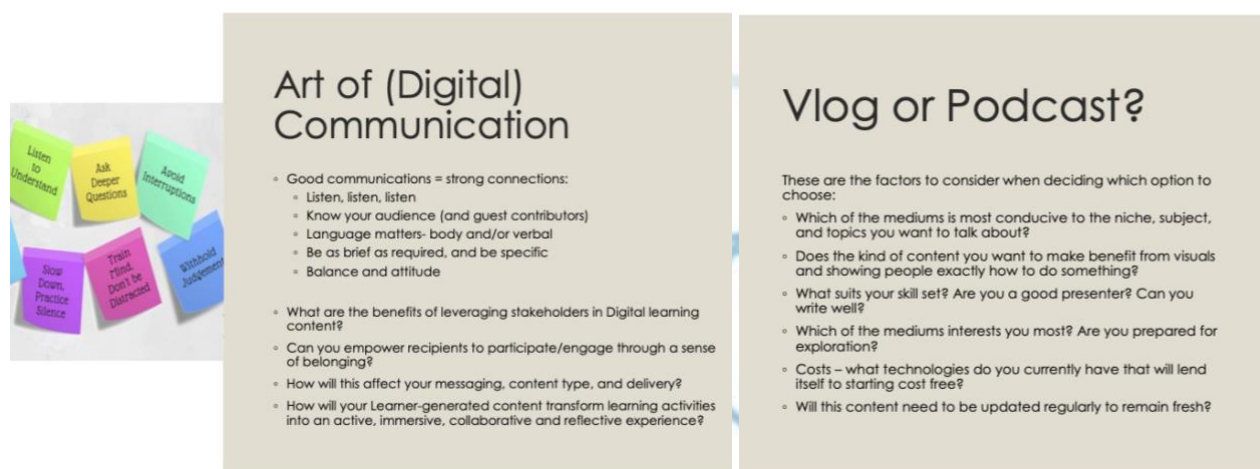 Listen
to
Understand
Ask
Deeper
Questions
Avoid
Interruptions
Slow
Down,
Practice
Silence
Train
Mind,
Don't be
Distracted
Withhold
Judgement
Art of (Digital)
Communication
◦ Good communications = strong connections:
◦ Listen, listen, listen
◦ Know your audience (and guest contributors)
◦ Language matters- body and/or verbal
◦ Be as brief as required, and be specific
◦ Balance and attitude
◦ What are the benefits of leveraging stakeholders in Digital learning
content?
◦ Can you empower recipients to participate/engage through a sense
of belonging?
◦ How will this affect your messaging, content type, and delivery?
◦ How will your Learner-generated content transform learning activities
into an active, immersive, collaborative and reflective experience?
Vlog or Podcast?
These are the factors to consider when deciding which option to
choose:
◦ Which of the mediums is most conducive to the niche, subject,
and topics you want to talk about?
◦ Does the kind of content you want to make benefit from visuals
and showing people exactly how to do something?
◦ What suits your skill set? Are you a good presenter? Can you
write well?
◦ Which of the mediums interests you most? Are you prepared for
exploration?
◦ Costs – what technologies do you currently have that will lend
itself to starting cost free?
◦ Will this content need to be updated regularly to remain fresh?